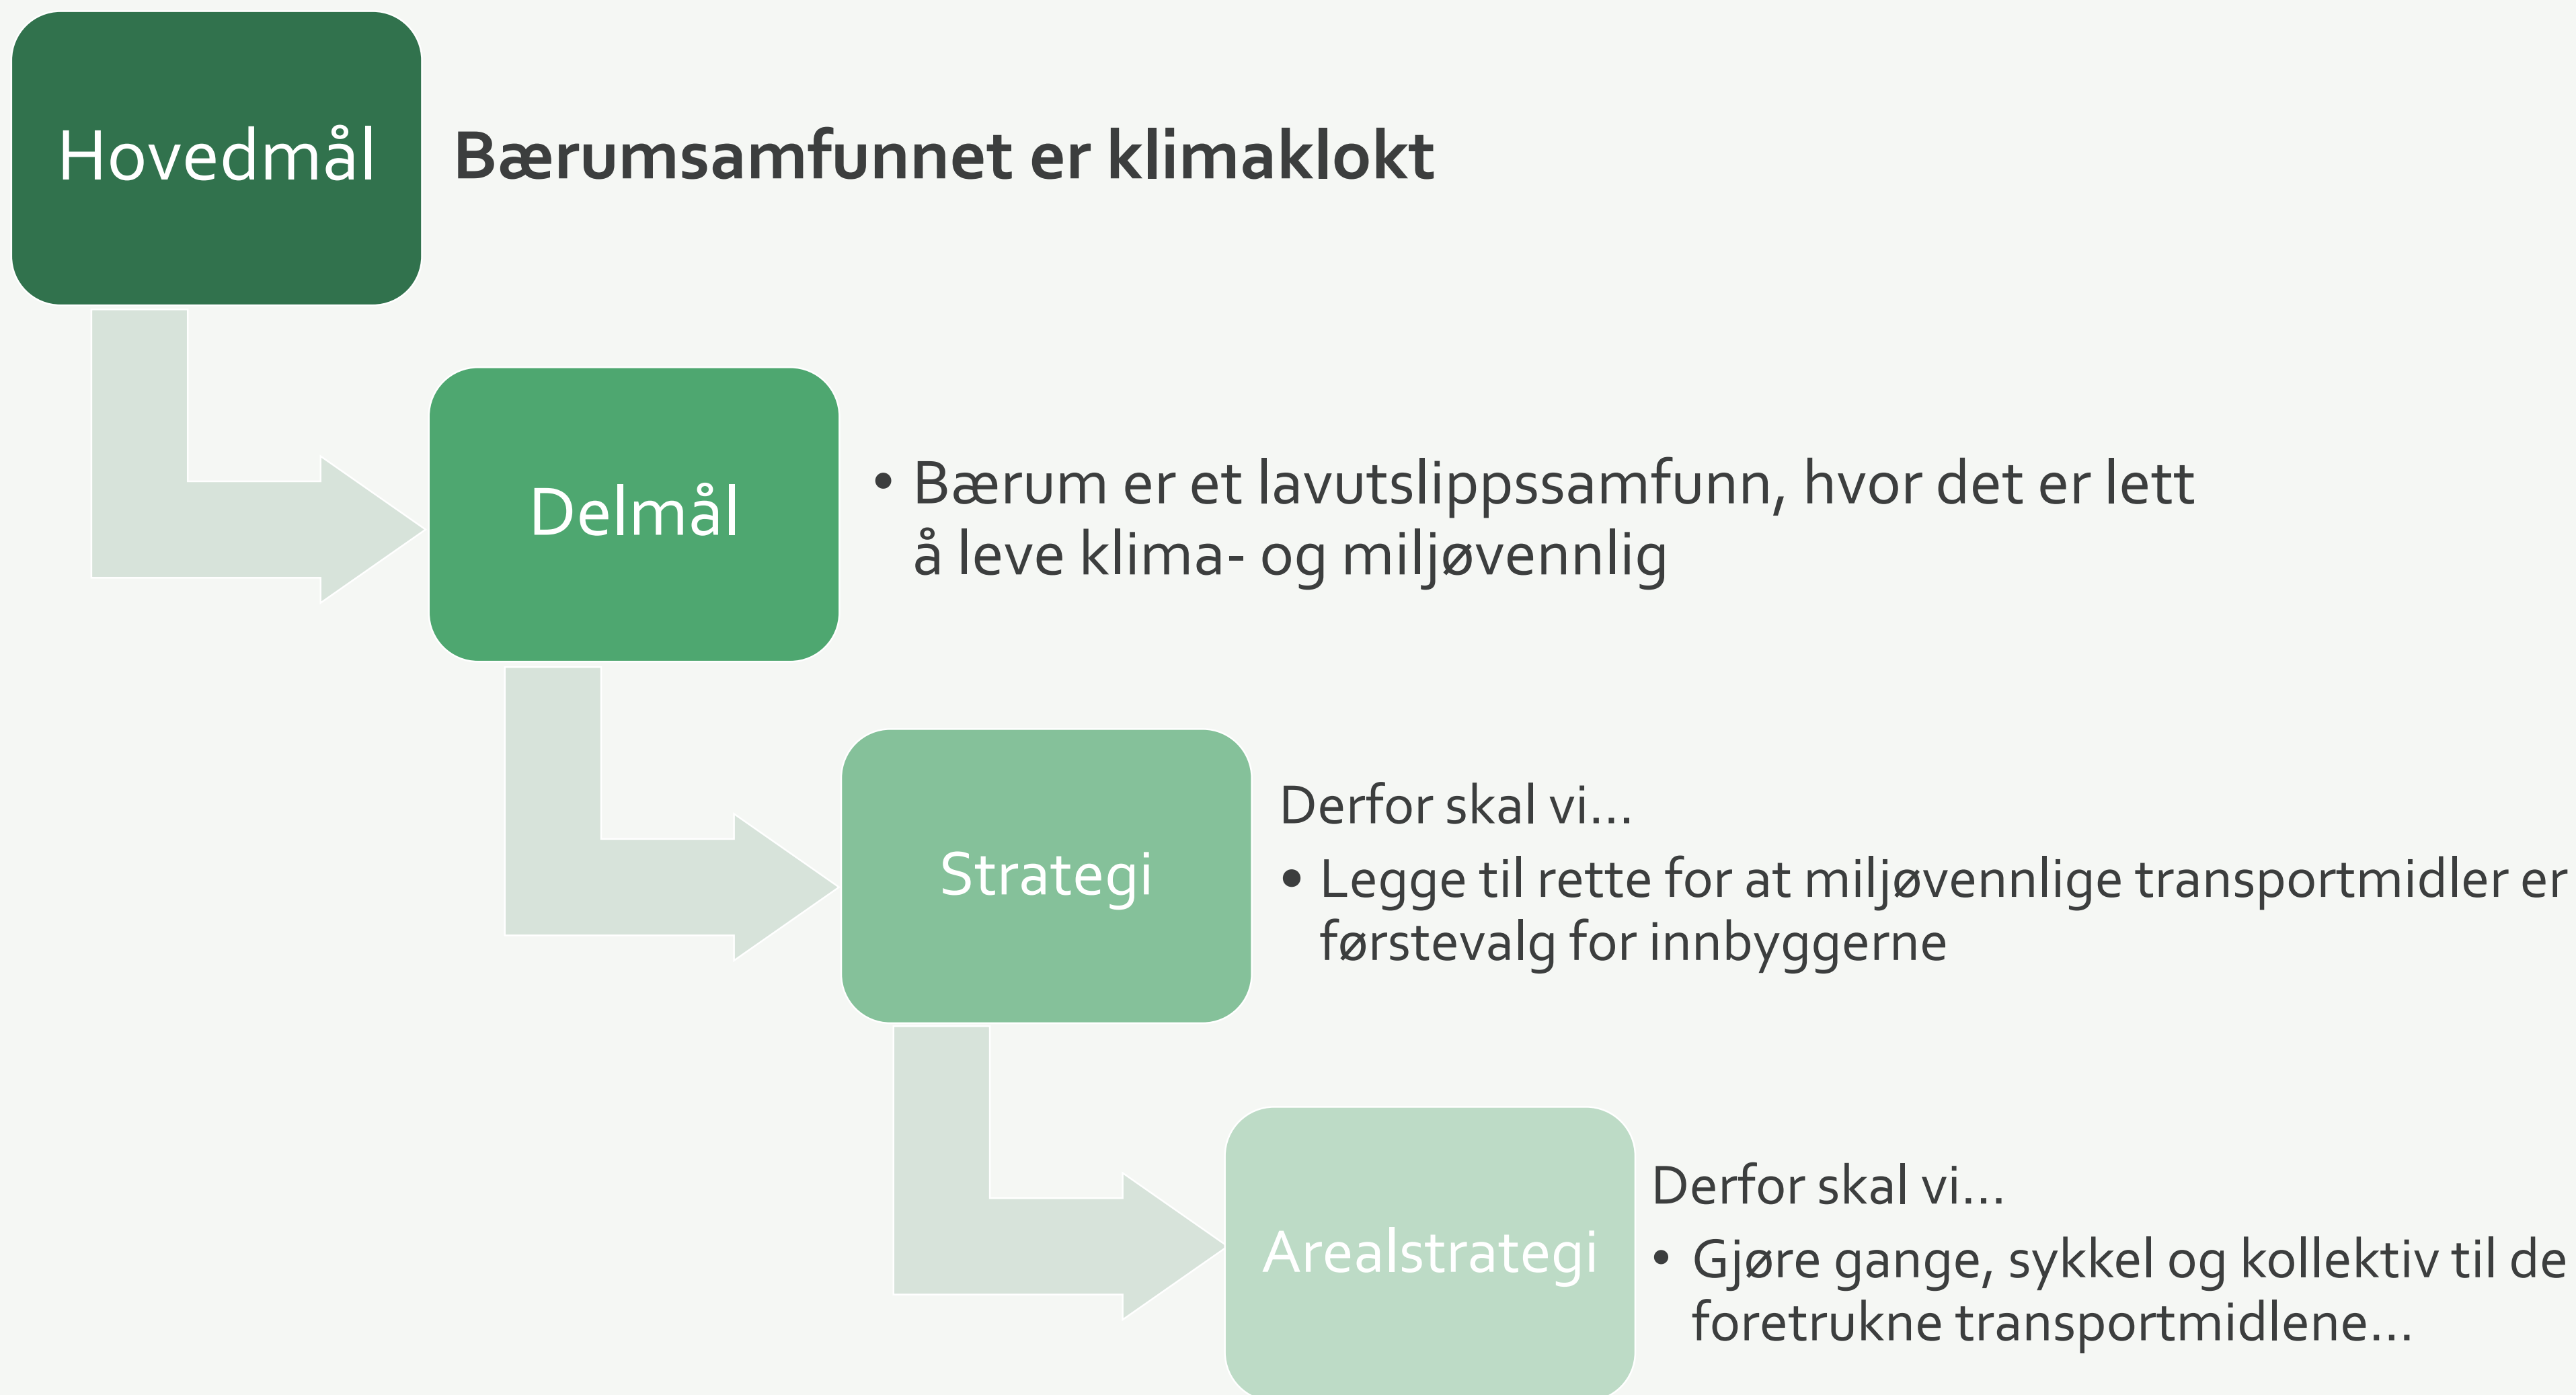 Hovedmål
Bærumsamfunnet er klimaklokt
Delmål
• Bærum er et lavutslippssamfunn, hvor det er lett
å leve klima- og miljøvennlig
Strategi
Derfor skal vi...
• Legge til rette for at miljøvennlige transportmidler er
førstevalg for innbyggerne
Arealstrategi
Derfor skal vi...
• Gjøre gange, sykkel og kollektiv til de
foretrukne transportmidlene...